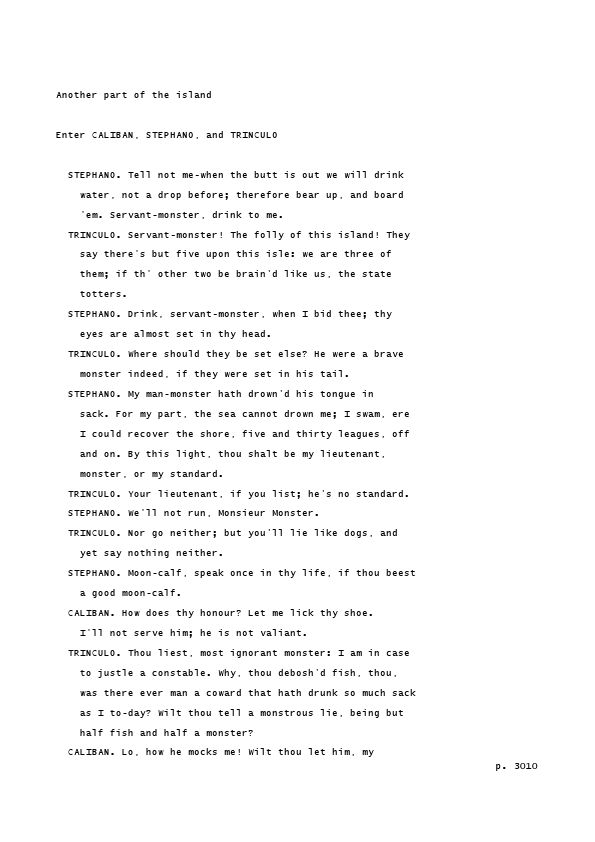 Another part of the island
Enter CALIBAN, STEPHANO, and TRINCULO
STEPHANO. Tell not me-when the butt is out we will drink
water, not a drop before; therefore bear up, and board
'em. Servant-monster, drink to me.
TRINCULO. Servant-monster! The folly of this island! They
say there's but five upon this isle: we are three of
them; if th' other two be brain'd like us, the state
totters.
STEPHANO. Drink, servant-monster, when I bid thee; thy
eyes are almost set in thy head.
TRINCULO. Where should they be set else? He were a brave
monster indeed, if they were set in his tail.
STEPHANO. My man-monster hath drown'd his tongue in
sack. For my part, the sea cannot drown me; I swam, ere
I could recover the shore, five and thirty leagues, off
and on. By this light, thou shalt be my lieutenant,
monster, or my standard.
TRINCULO. Your lieutenant, if you list; he's no standard.
STEPHANO. We'll not run, Monsieur Monster.
TRINCULO. Nor go neither; but you'll lie like dogs, and
yet say nothing neither.
STEPHANO. Moon-calf, speak once in thy life, if thou beest
a good moon-calf.
CALIBAN. How does thy honour? Let me lick thy shoe.
I'll not serve him; he is not valiant.
TRINCULO. Thou liest, most ignorant monster: I am in case
to justle a constable. Why, thou debosh'd fish, thou,
was there ever man a coward that hath drunk so much sack
as I to-day? Wilt thou tell a monstrous lie, being but
half fish and half a monster?
CALIBAN. Lo, how he mocks me! Wilt thou let him, my
p. 3010